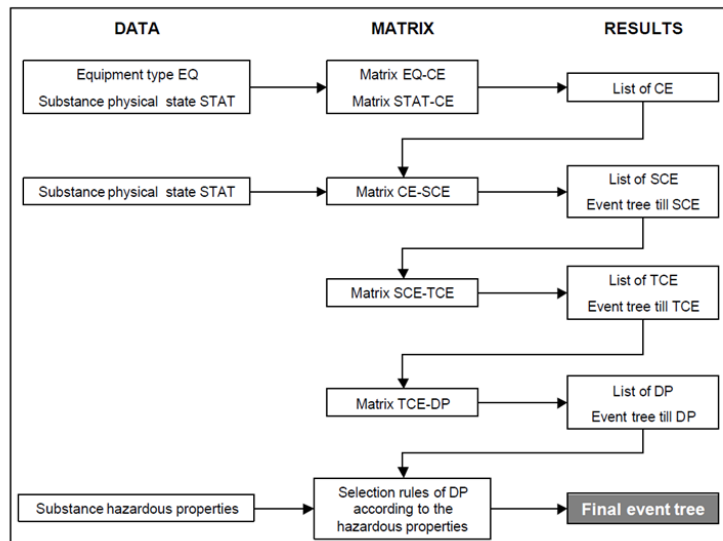 DATA
MATRIX
RESULTS
Equipment type EQ
Substance physical state STAT
Matrix EQ-CE
Matrix STAT-CE
List of CE
Substance physical state STAT
Matrix CE-SCE
List of SCE
Event tree till SCE
Matrix SCE-TCE
List of TCE
Event tree till TCE
Matrix TCE-DP
List of DP
Event tree till DP
Substance hazardous properties
Selection rules of DP
according to the
hazardous properties
Final event tree